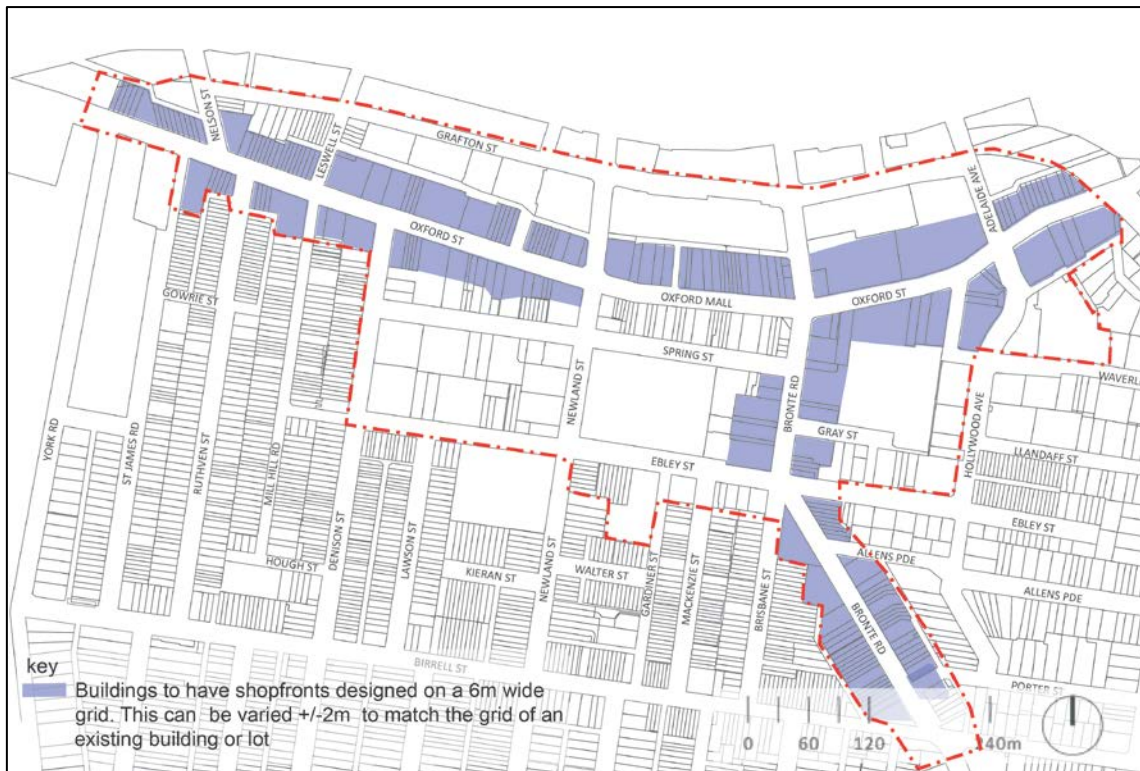 NELSON ST
LESWELL ST
GRAFTON ST
ADELAIDE AVE
OXFORD ST
OXFORD MALL
OXFORD ST
GOWRIE ST
SPRING ST
NEWLAND ST
BRONTE RD
GRAY ST
HOLLYWOOD AVE
WAVERL
LLANDAFF ST
YORK RD
ST JAMES RD
RUTHVEN ST
MILL HILL RD
DENISON ST
LAWSON ST
EBLEY ST
EBLEY ST
ALLENS PDE
ALLENS PDE
HOUGH ST
KIERAN ST
NEWLAND ST
WALTER ST
GARDINER ST
MACKENZIE ST
BRISBANE ST
BRONTE RD
BIRRELL ST
PORTER ST
key
Buildings to have shopfronts designed on a 6m wide
grid. This can be varied +/-2m to match the grid of an
existing building or lot
0 60 120 40m